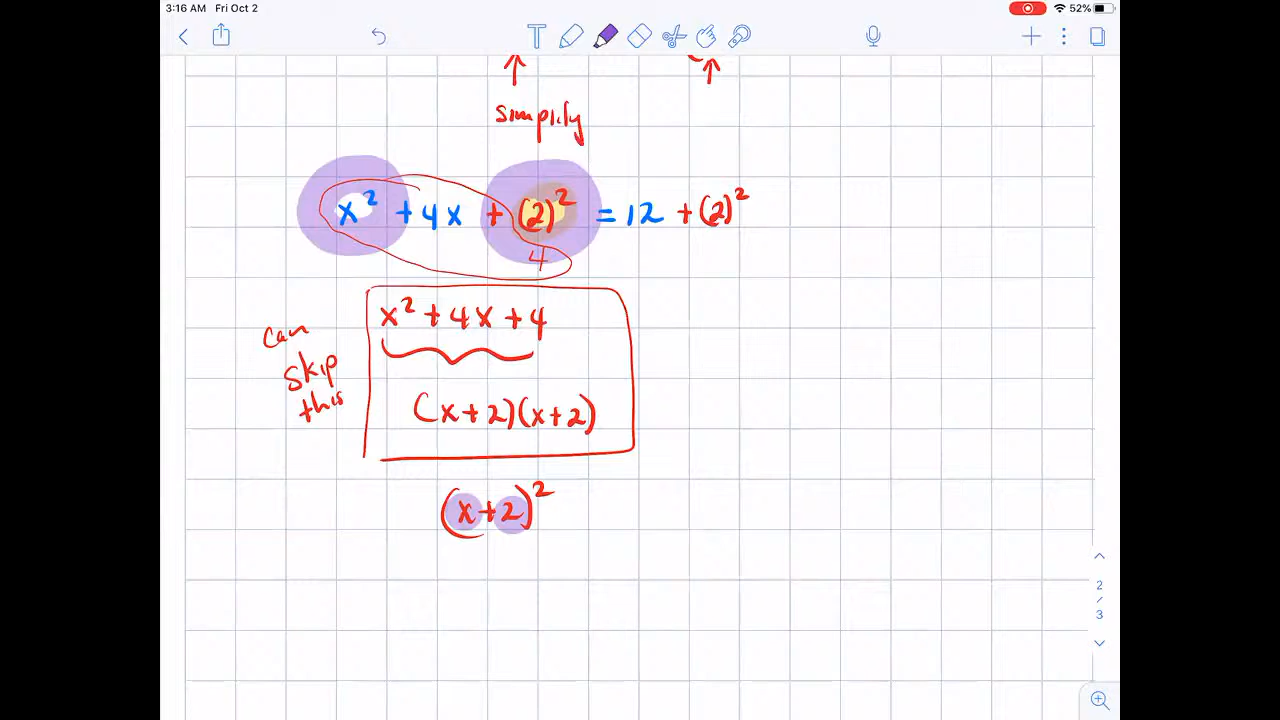 3:16 AM Fri Oct 2
52%
T
simplify
x² + 4x + (2)² = 12 + (2)²
4
x² + 4x + 4
can
skip
this
(x + 2)(x + 2)
(x + 2)²
2
/
3